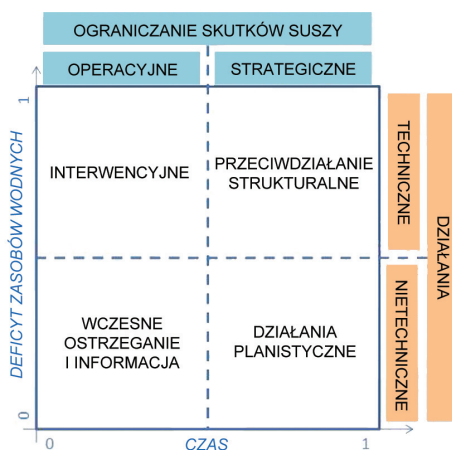 OGRANICZANIE SKUTKÓW SUSZY
OPERACYJNE
STRATEGICZNE
1
DEFICYT ZASOBÓW WODNYCH
0
INTERWENCYJNE
PRZECIWDZIAŁANIE
STRUKTURALNE
TECHNICZNE
DZIAŁANIA
WCZESNE
OSTRZEGANIE
I INFORMACJA
DZIAŁANIA
PLANISTYCZNE
NIETECHNICZNE
0
CZAS
1